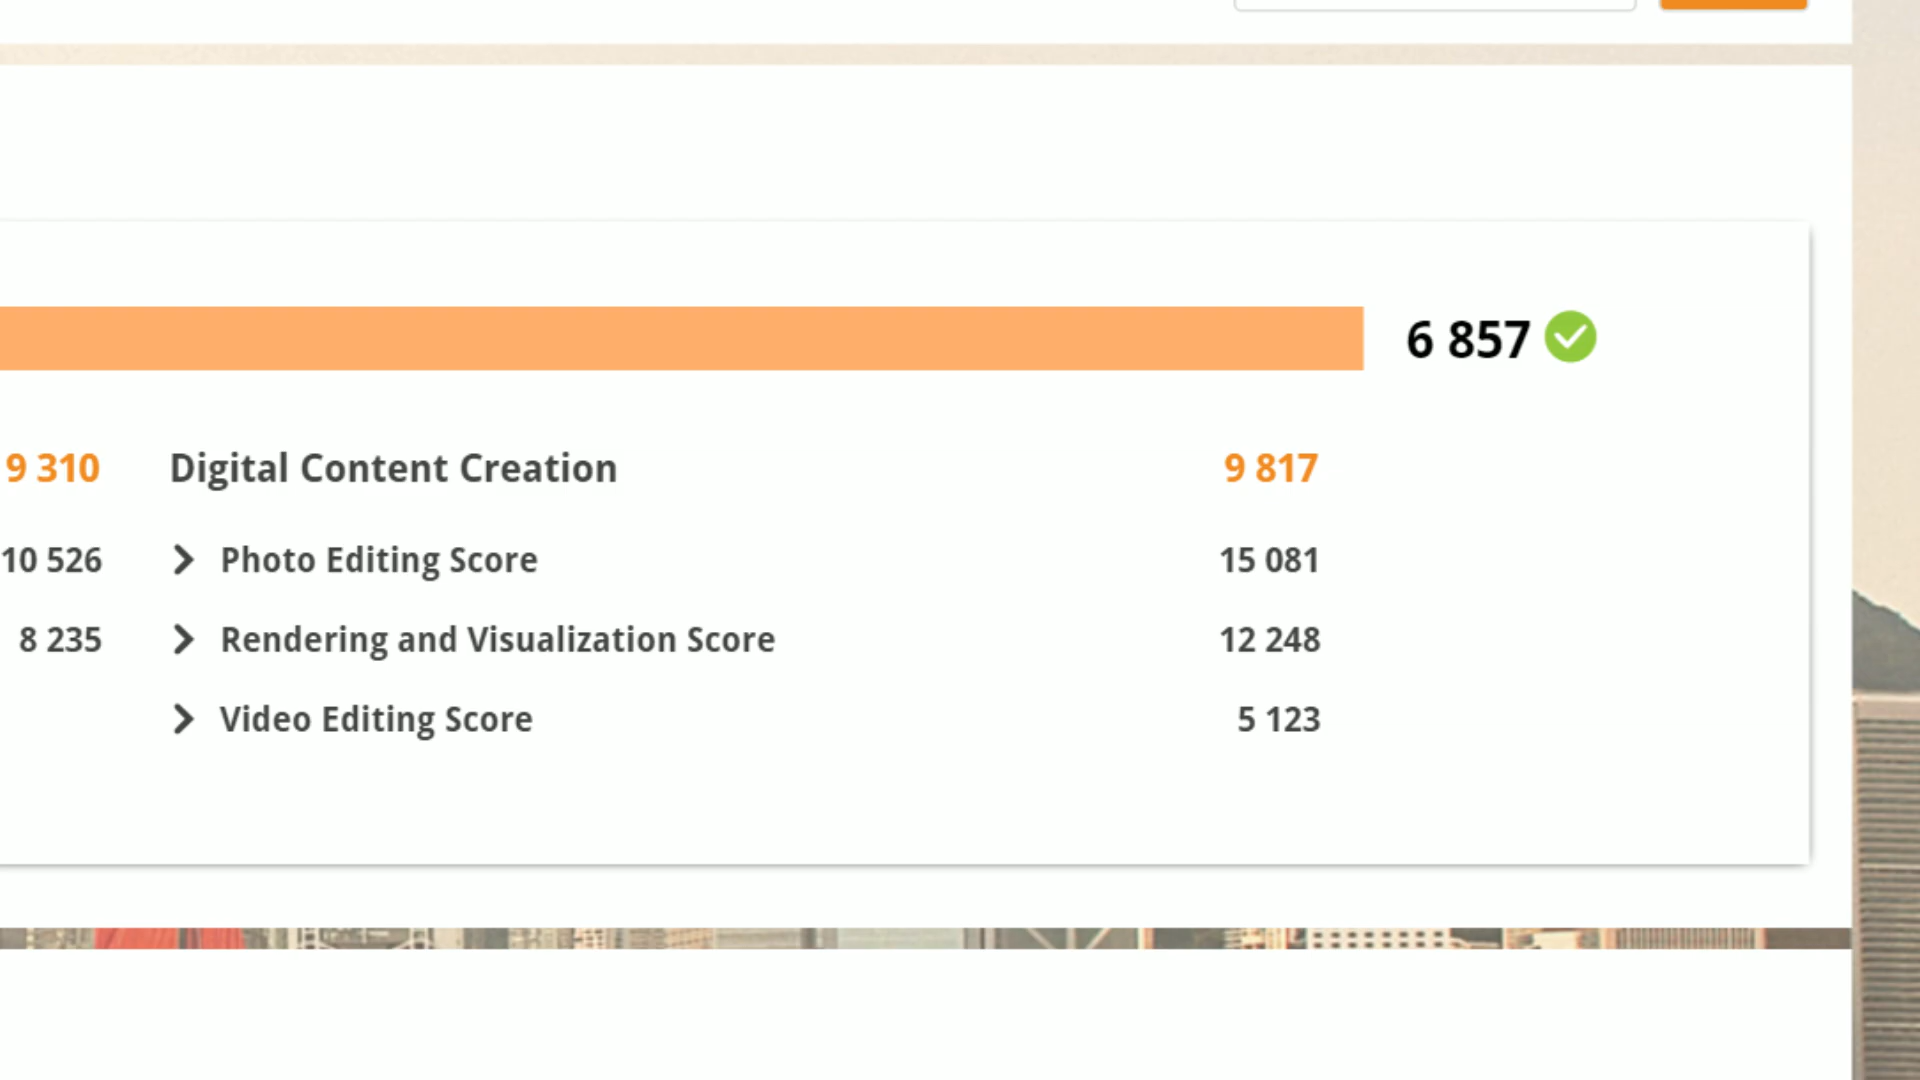 6 857
9 310 Digital Content Creation 9 817
10 526 Photo Editing Score 15 081
8 235 Rendering and Visualization Score 12 248
Video Editing Score 5 123